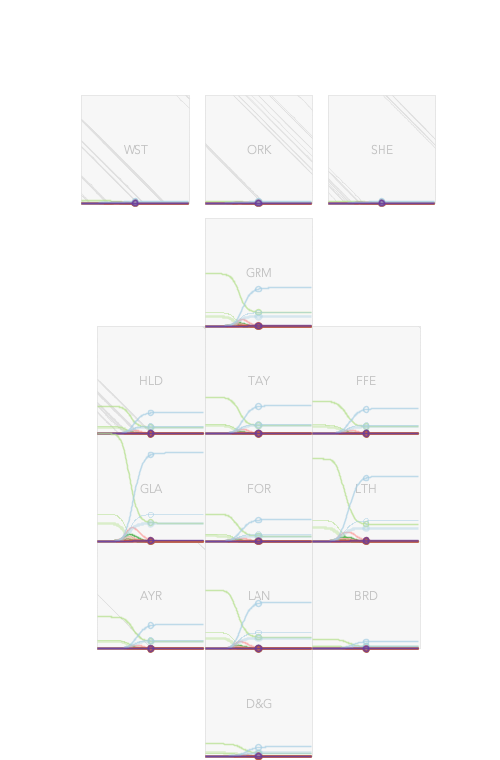 WST ORK SHE
GRM
HLD TAY FFE
GLA FOR LTH
AYR LAN BRD
D&G